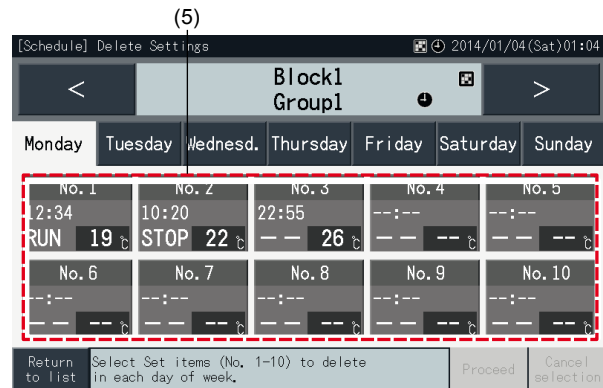 (5)
[Schedule] Delete Settings 2014/01/04(Sat)01:04
< Block1 >
Group1
Monday Tuesday Wednesd. Thursday Friday Saturday Sunday
No.1 No.2 No.3 No.4 No.5
12:34 10:20 22:55 --:-- --:--
RUN 19℃ STOP 22℃ -- 26℃ -- --℃ -- --℃
No.6 No.7 No.8 No.9 No.10
--:-- --:-- --:-- --:-- --:--
-- --℃ -- --℃ -- --℃ -- --℃ -- --℃
Return Select Set items (No. 1-10) to delete Proceed Cancel
to list in each day of week. selection